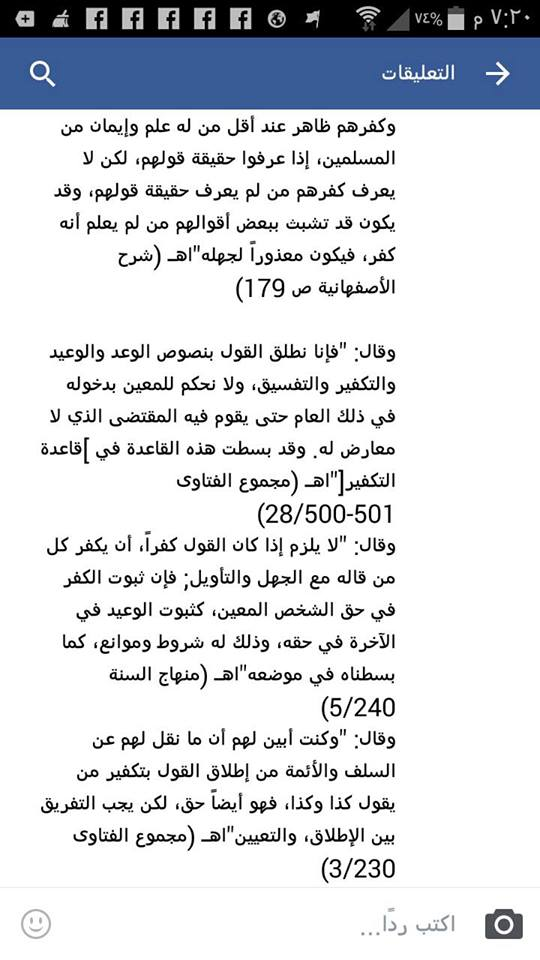 ٧:٢٠ م ٧٤%
التعليقات
وكفرهم ظاهر عند أقل من له علم وإيمان من
المسلمين، إذا عرفوا حقيقة قولهم، لكن لا
يعرف كفرهم من لم يعرف حقيقة قولهم، وقد
يكون قد تشبث ببعض أقوالهم من لم يعلم أنه
كفر، فيكون معذوراً لجهله"اهـ (شرح
الأصفهانية ص 179)
وقال: "فإنا نطلق القول بنصوص الوعد والوعيد
والتكفير والتفسيق، ولا نحكم للمعين بدخوله
في ذلك العام حتى يقوم فيه المقتضى الذي لا
معارض له. وقد بسطت هذه القاعدة في ]قاعدة
التكفير["اهـ (مجموع الفتاوى
28/500-501)
وقال: "لا يلزم إذا كان القول كفراً، أن يكفر كل
من قاله مع الجهل والتأويل; فإن ثبوت الكفر
في حق الشخص المعين، كثبوت الوعيد في
الآخرة في حقه، وذلك له شروط وموانع، كما
بسطناه في موضعه"اهـ (منهاج السنة
5/240)
وقال: "وكنت أبين لهم أن ما نقل لهم عن
السلف والأئمة من إطلاق القول بتكفير من
يقول كذا وكذا، فهو أيضاً حق، لكن يجب التفريق
بين الإطلاق، والتعيين"اهـ (مجموع الفتاوى
3/230)
اكتب ردًا...